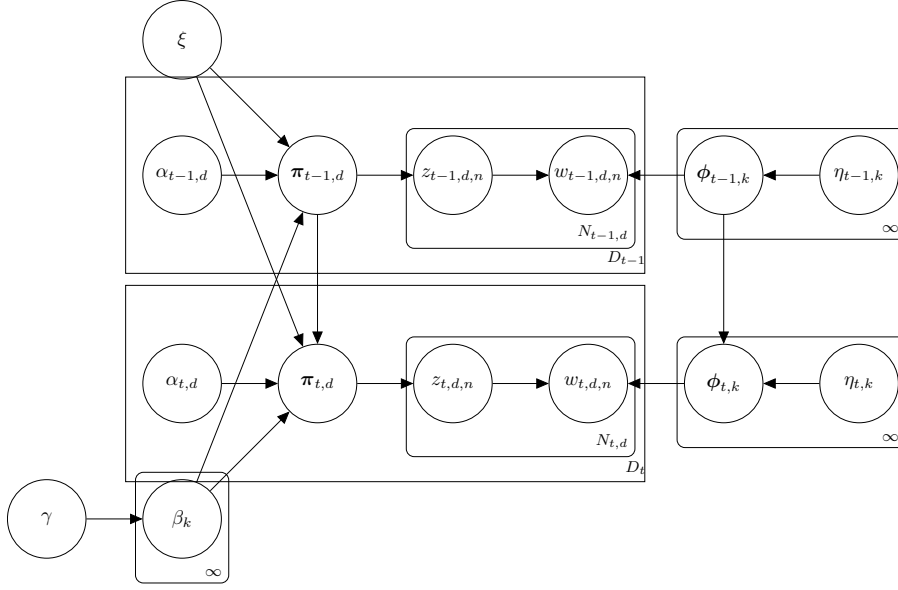 ξ
α_{t−1,d} π_{t−1,d} z_{t−1,d,n} w_{t−1,d,n} ϕ_{t−1,k} η_{t−1,k}
N_{t−1,d} ∞
D_{t−1}
α_{t,d} π_{t,d} z_{t,d,n} w_{t,d,n} ϕ_{t,k} η_{t,k}
N_{t,d} ∞
D_t
γ β_k
∞